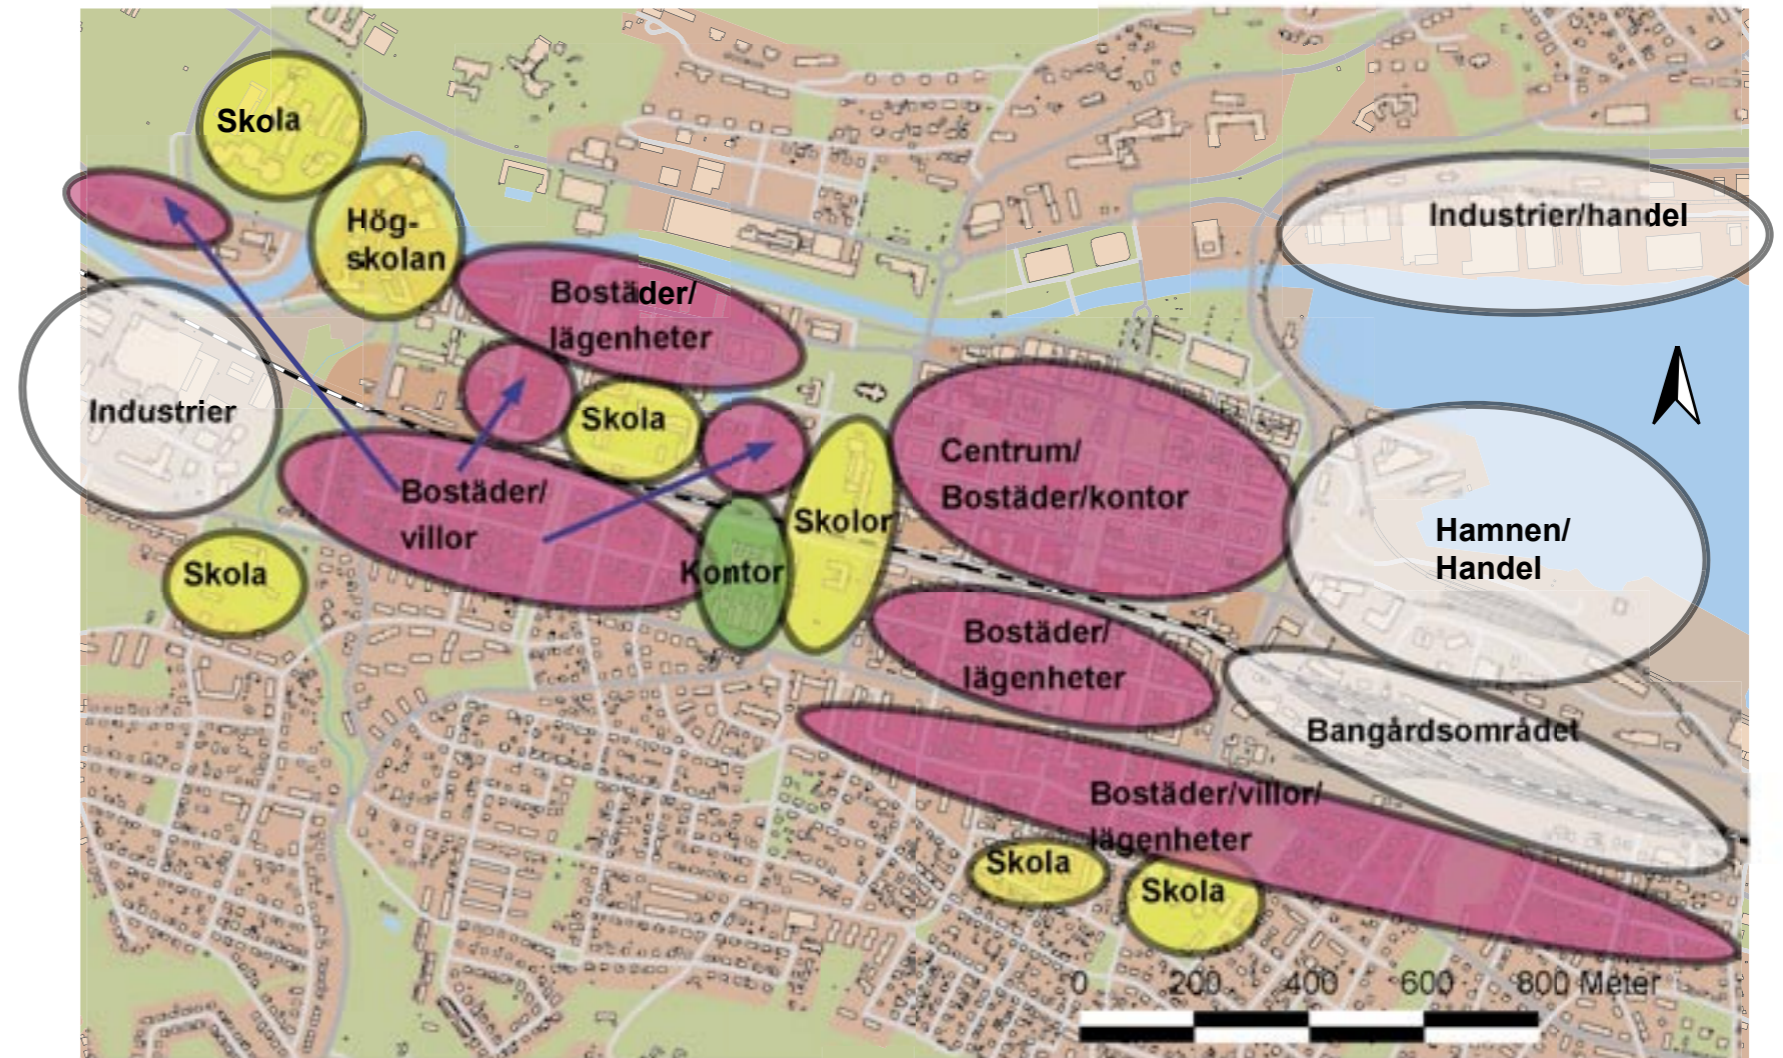 Skola
Hög-
skolan
Industrier/handel
Bostäder/
lägenheter
Industrier
Skola
Centrum/
Bostäder/kontor
Bostäder/
villor
Skolor
Hamnen/
Handel
Skola
Kontor
Bostäder/
lägenheter
Bangårdsområdet
Bostäder/villor/
lägenheter
Skola
Skola
0 200 400 600 800 Meter